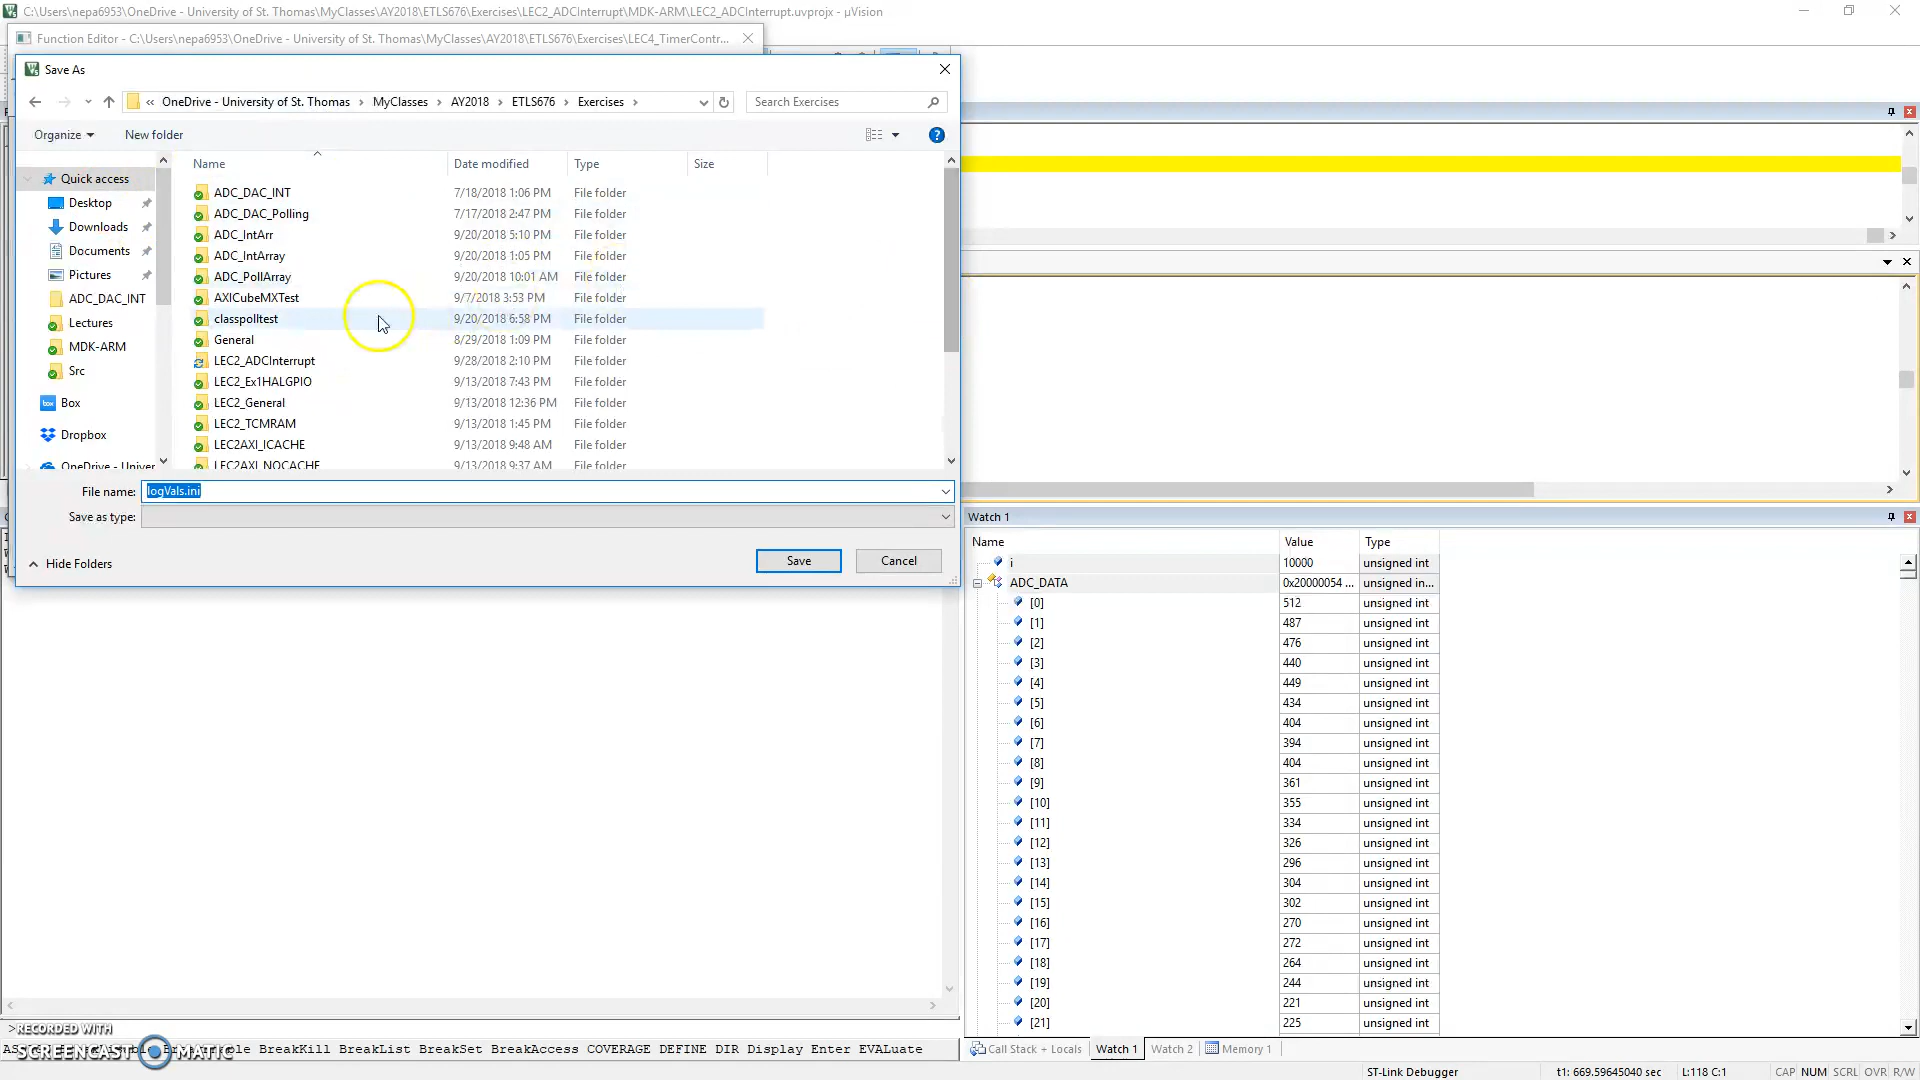 C:\Users\nepa6953\OneDrive - University of St. Thomas\MyClasses\AY2018\ETLS676\Exercises\LEC2_ADCInterrupt\MDK-ARM\LEC2_ADCInterrupt.uvprojx - µVision
Function Editor - C:\Users\nepa6953\OneDrive - University of St. Thomas\MyClasses\AY2018\ETLS676\Exercises\LEC4_TimerContr...
Save As
« OneDrive - University of St. Thomas › MyClasses › AY2018 › ETLS676 › Exercises ›
Search Exercises
Organize
New folder
Name Date modified Type Size
Quick access
Desktop
Downloads
Documents
Pictures
ADC_DAC_INT
Lectures
MDK-ARM
Src
Box
Dropbox
OneDrive - Univer
ADC_DAC_INT 7/18/2018 1:06 PM File folder
ADC_DAC_Polling 7/17/2018 2:47 PM File folder
ADC_IntArr 9/20/2018 5:10 PM File folder
ADC_IntArray 9/20/2018 1:05 PM File folder
ADC_PollArray 9/20/2018 10:01 AM File folder
AXICubeMXTest 9/7/2018 3:53 PM File folder
classpolltest 9/20/2018 6:58 PM File folder
General 8/29/2018 1:09 PM File folder
LEC2_ADCInterrupt 9/28/2018 2:10 PM File folder
LEC2_Ex1HALGPIO 9/13/2018 7:43 PM File folder
LEC2_General 9/13/2018 12:36 PM File folder
LEC2_TCMRAM 9/13/2018 1:45 PM File folder
LEC2AXI_ICACHE 9/13/2018 9:48 AM File folder
LEC2AXI_NOCACHE 9/13/2018 9:37 AM File folder
File name: logVals.ini
Save as type:
Hide Folders
Save
Cancel
Watch 1
Name Value Type
i 10000 unsigned int
ADC_DATA 0x20000054 ... unsigned in...
[0] 512 unsigned int
[1] 487 unsigned int
[2] 476 unsigned int
[3] 440 unsigned int
[4] 449 unsigned int
[5] 434 unsigned int
[6] 404 unsigned int
[7] 394 unsigned int
[8] 404 unsigned int
[9] 361 unsigned int
[10] 355 unsigned int
[11] 334 unsigned int
[12] 326 unsigned int
[13] 296 unsigned int
[14] 304 unsigned int
[15] 302 unsigned int
[16] 270 unsigned int
[17] 272 unsigned int
[18] 264 unsigned int
[19] 244 unsigned int
[20] 221 unsigned int
[21] 225 unsigned int
>
RECORDED WITH
SCREENCAST MATIC
BreakKill BreakList BreakSet BreakAccess COVERAGE DEFINE DIR Display Enter EVALuate
Call Stack + Locals
Watch 1
Watch 2
Memory 1
ST-Link Debugger
t1: 669.59645040 sec
L:118 C:1
CAP NUM SCRL OVR R/W